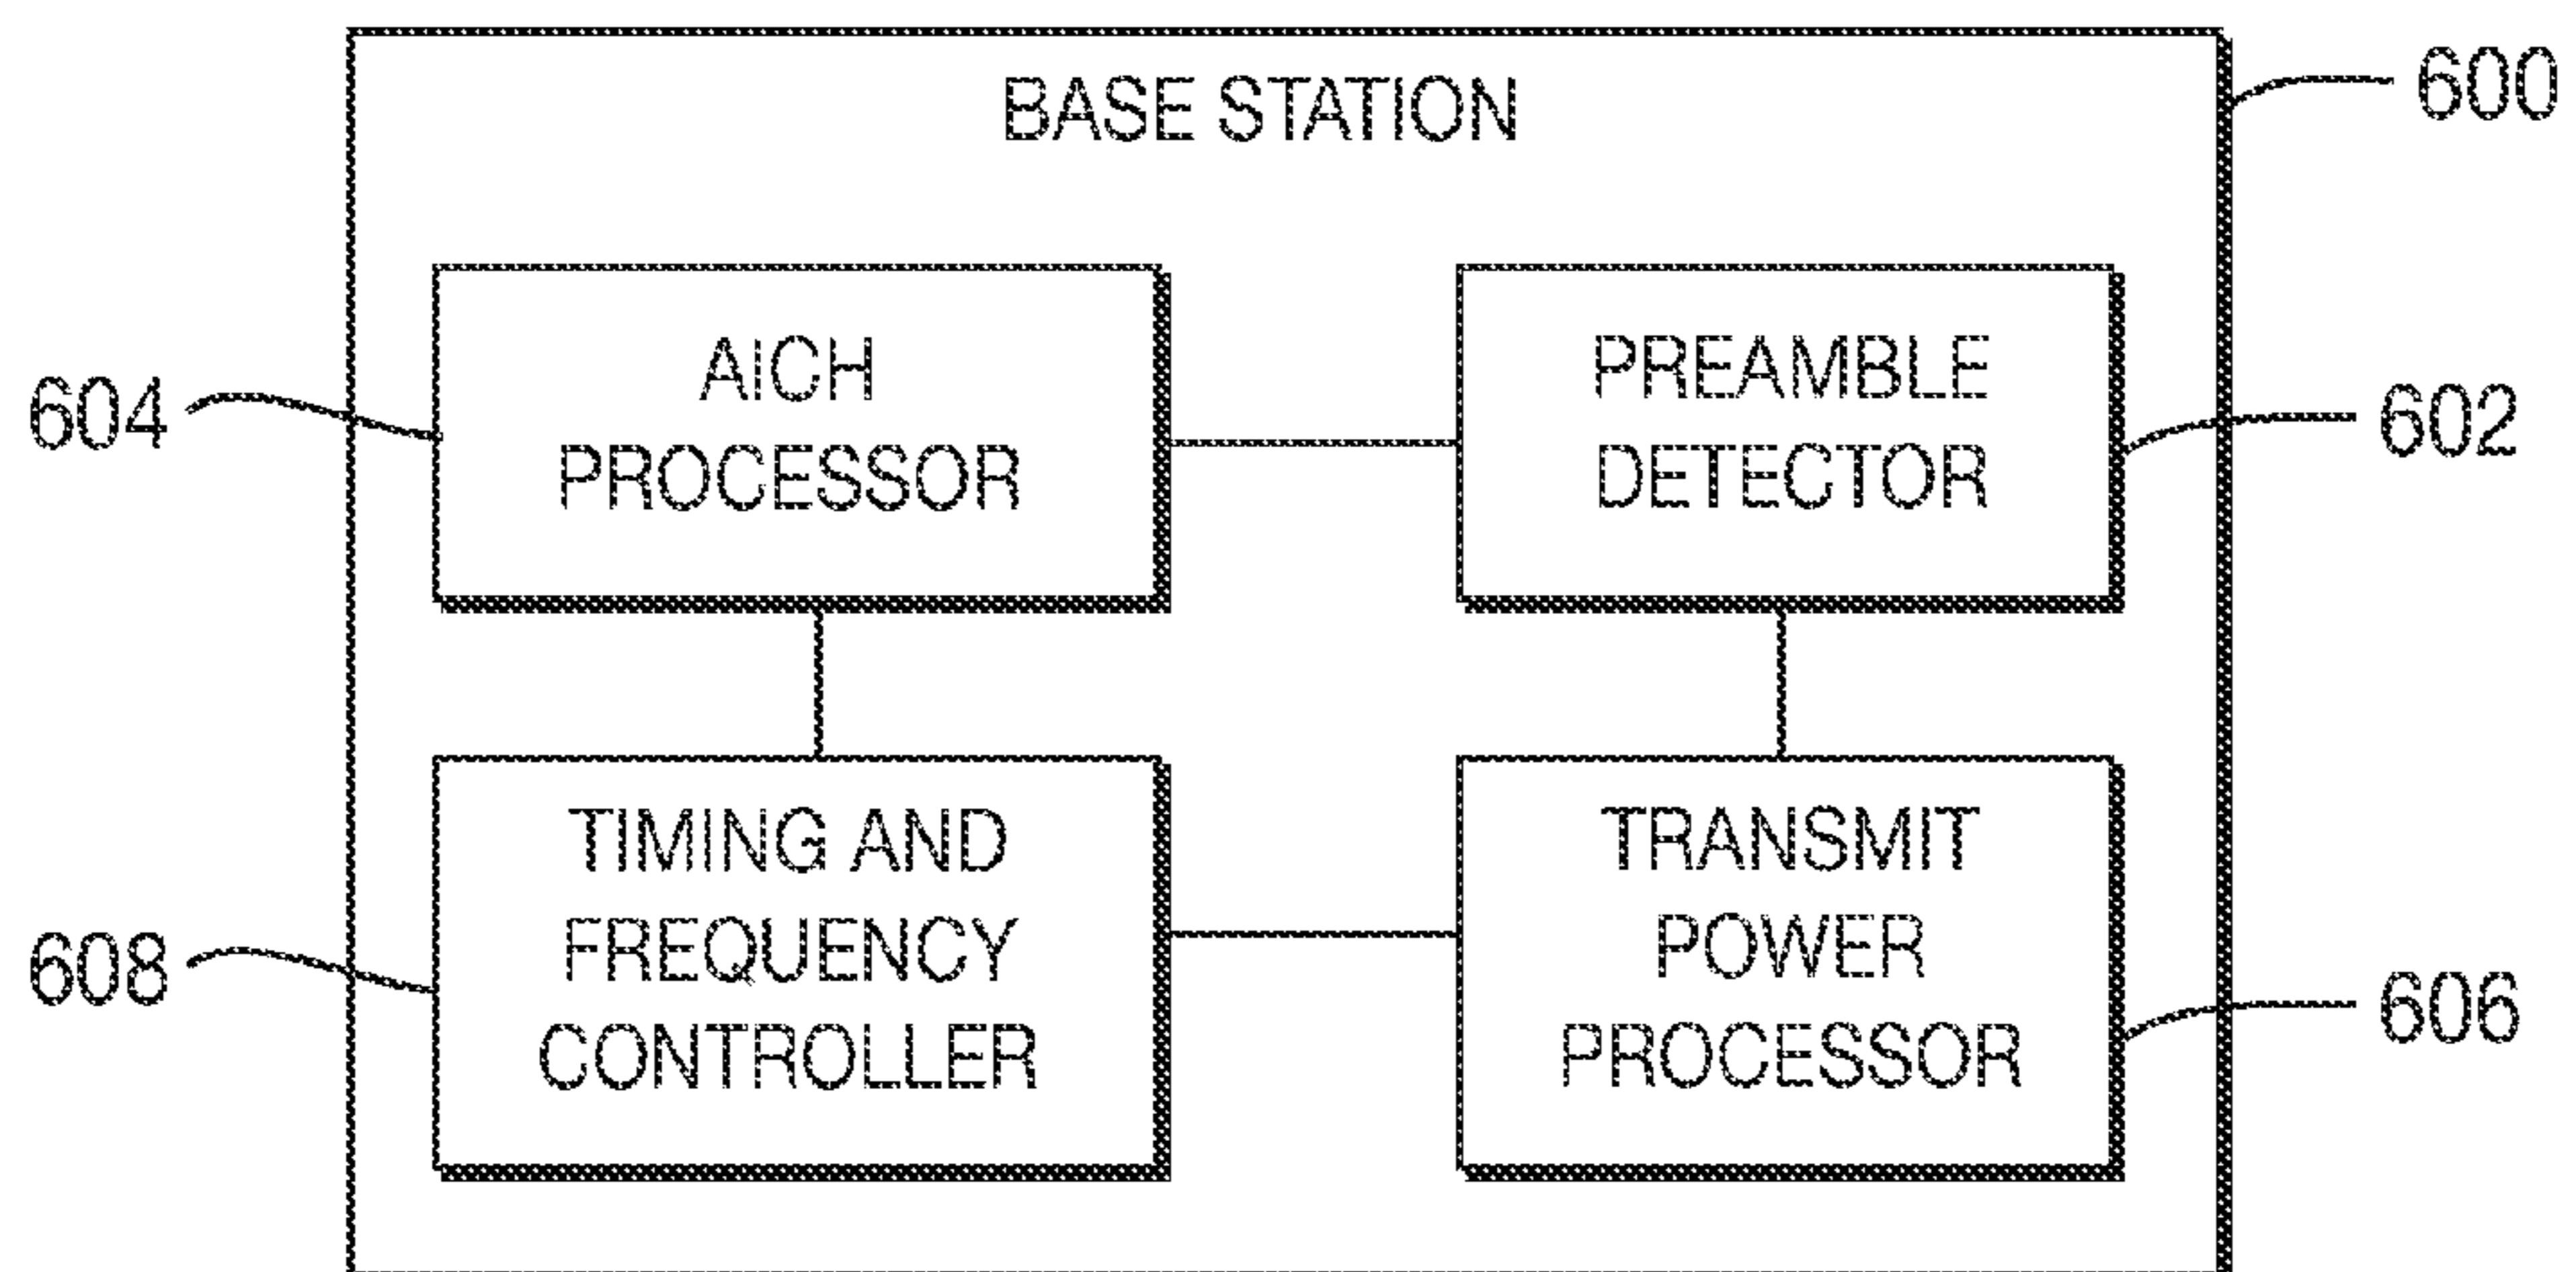 BASE STATION
600
AICH
PROCESSOR
604
PREAMBLE
DETECTOR
602
TIMING AND
FREQUENCY
CONTROLLER
608
TRANSMIT
POWER
PROCESSOR
606